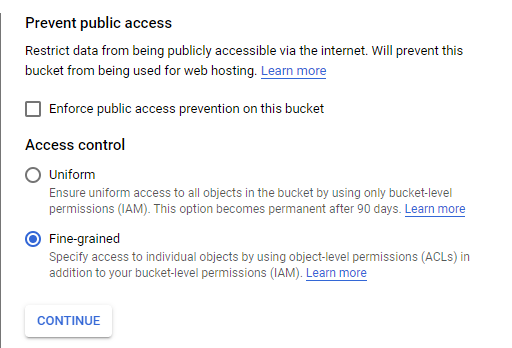 Prevent public access
Restrict data from being publicly accessible via the internet. Will prevent this
bucket from being used for web hosting. Learn more
Enforce public access prevention on this bucket
Access control
Uniform
Ensure uniform access to all objects in the bucket by using only bucket-level
permissions (IAM). This option becomes permanent after 90 days. Learn more
Fine-grained
Specify access to individual objects by using object-level permissions (ACLs) in
addition to your bucket-level permissions (IAM). Learn more
CONTINUE